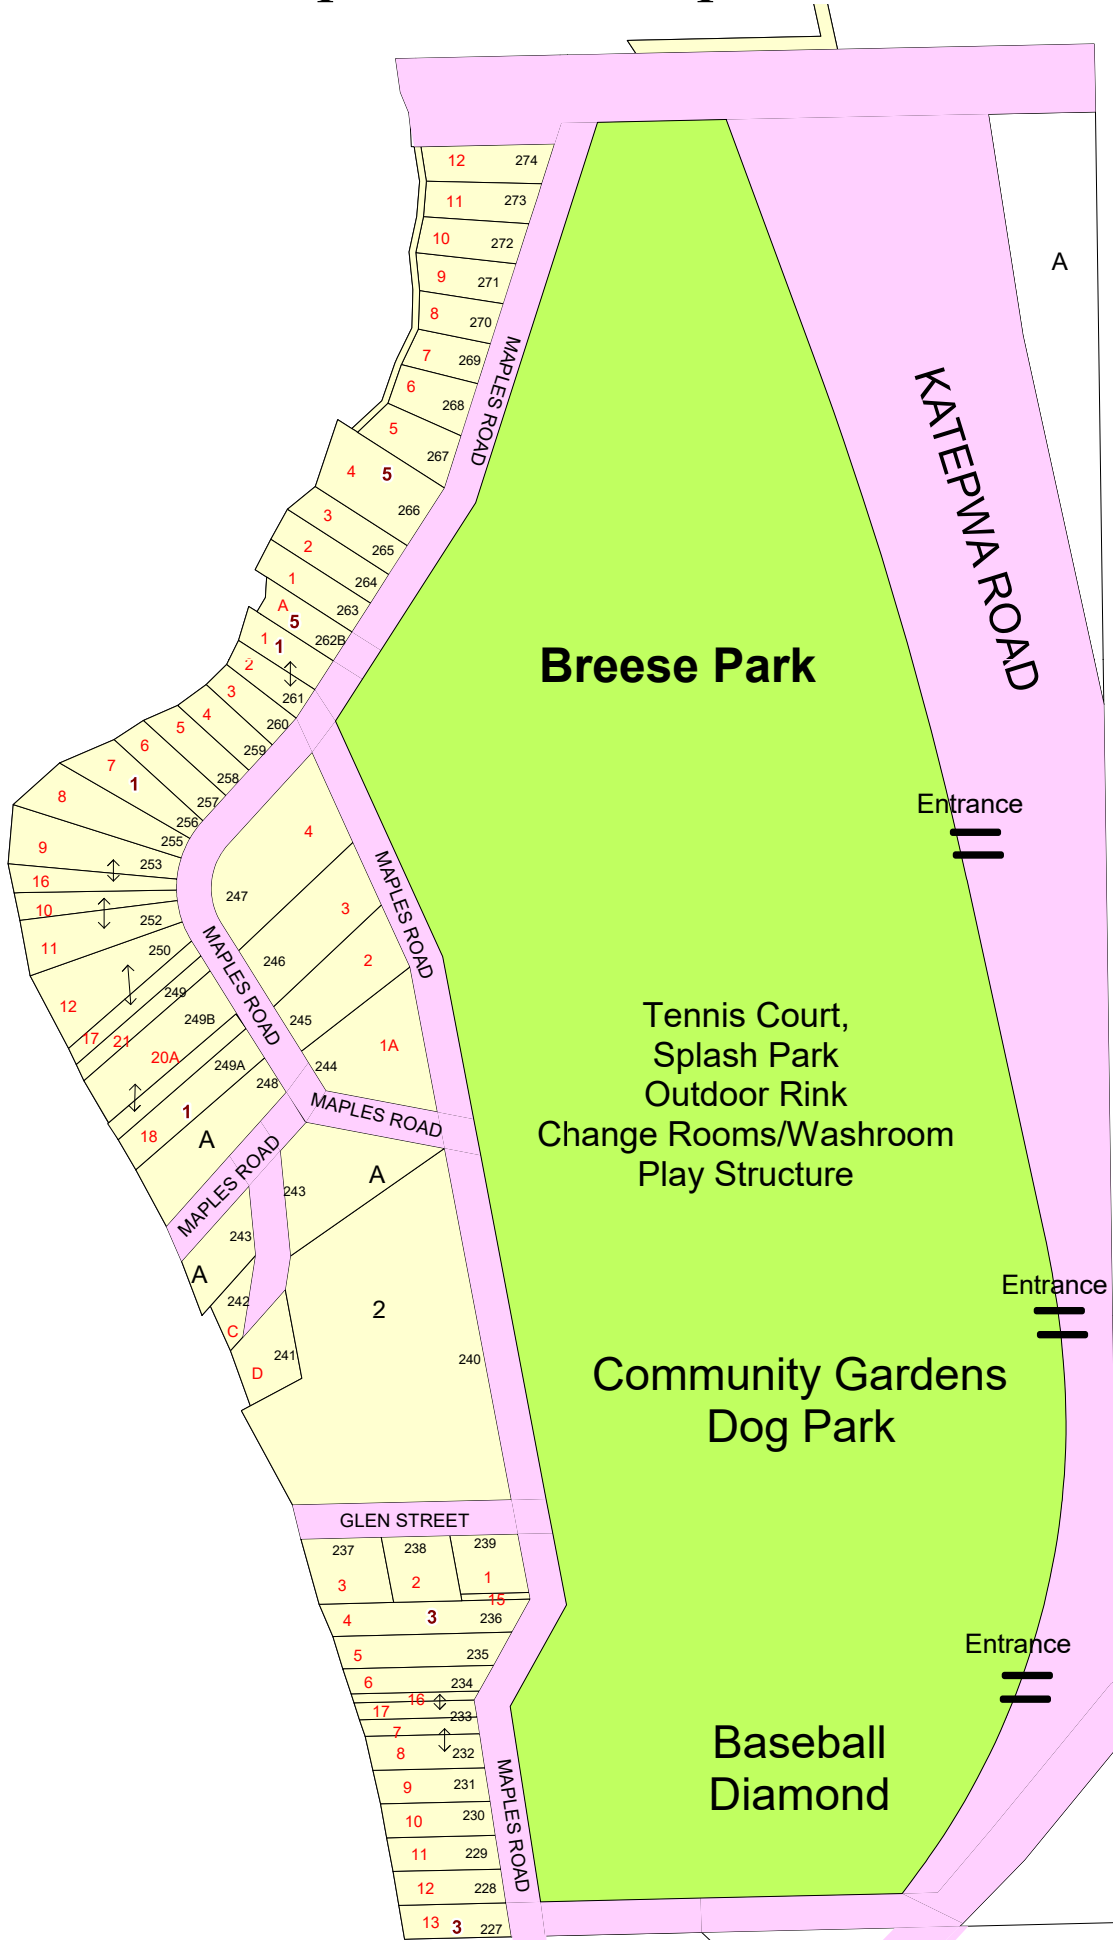 12 274
11 273
10 272
9 271
8 270
7 269
6 268
5 267
4 5 266
3 265
2 264
1 263
A 5 262B
1 1
2 261
3 260
4 259
5 258
6 257
7 1 256
8 255
9 253
16
10 252
11 250
12 249
17 21 249B
20A 249A
18 1 248
A
MAPLES ROAD
A
KATEPWA ROAD
Breese Park
Entrance
4
247
3
246
2
245
1A
244
MAPLES ROAD
MAPLES ROAD
MAPLES ROAD
MAPLES ROAD
Tennis Court,
Splash Park
Outdoor Rink
Change Rooms/Washroom
Play Structure
A
243
243
A
242
C
241
D
2
240
Entrance
Community Gardens
Dog Park
GLEN STREET
237 238 239
3 2 1
15
4 3 236
5 235
6 234
16
17 233
7
8 232
9 231
10 230
11 229
12 228
13 3 227
MAPLES ROAD
Entrance
Baseball
Diamond